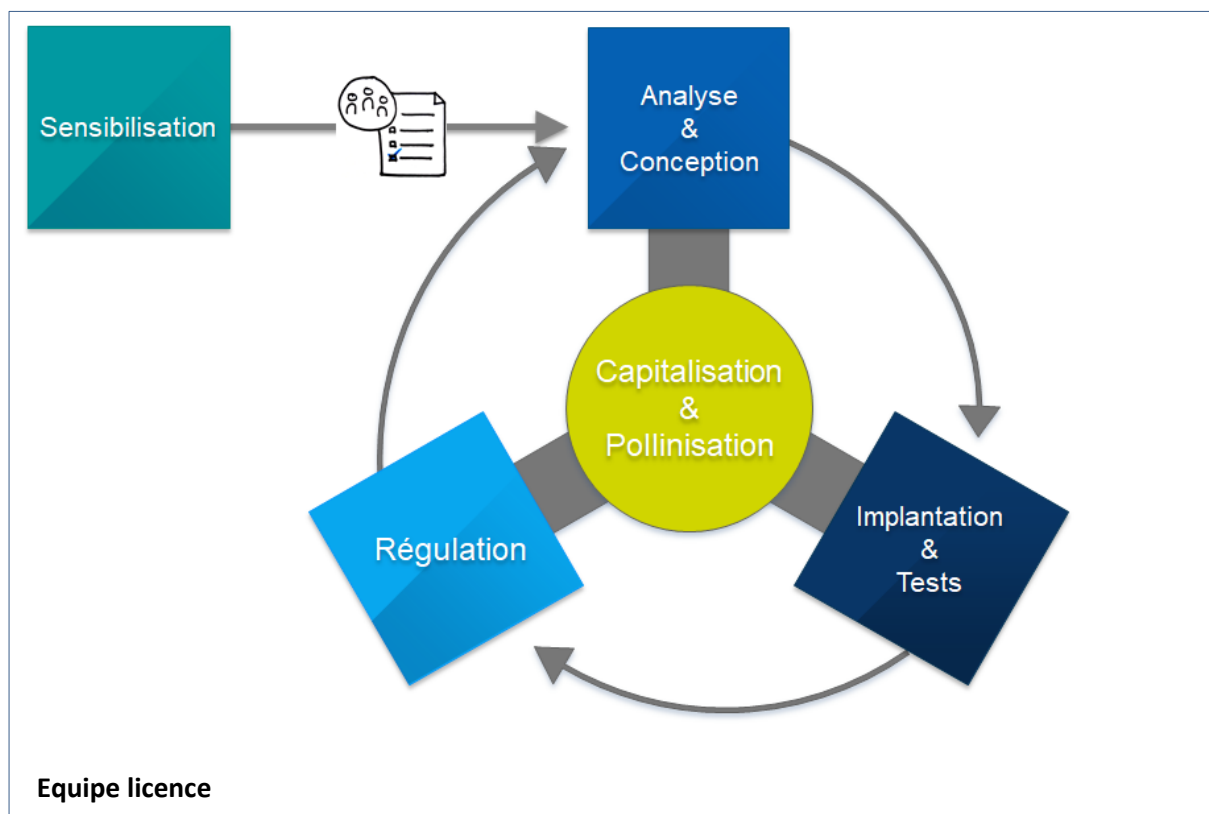 Sensibilisation
Analyse
&
Conception
Capitalisation
&
Pollinisation
Régulation
Implantation
&
Tests
Equipe licence